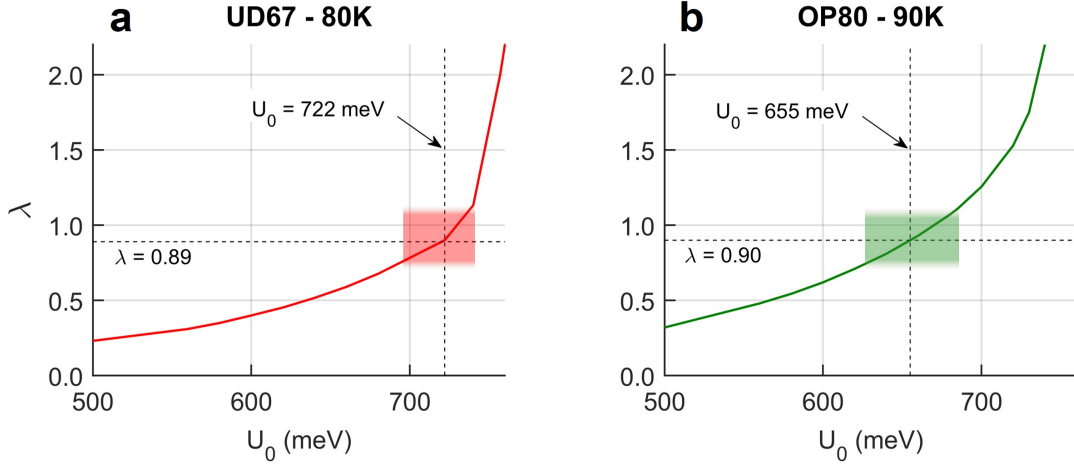 a UD67 - 80K
2.0
1.5
1.0
0.5
0.0
λ
U₀ = 722 meV
λ = 0.89
500 600 700
U₀ (meV)
b OP80 - 90K
2.0
1.5
1.0
0.5
0.0
U₀ = 655 meV
λ = 0.90
500 600 700
U₀ (meV)